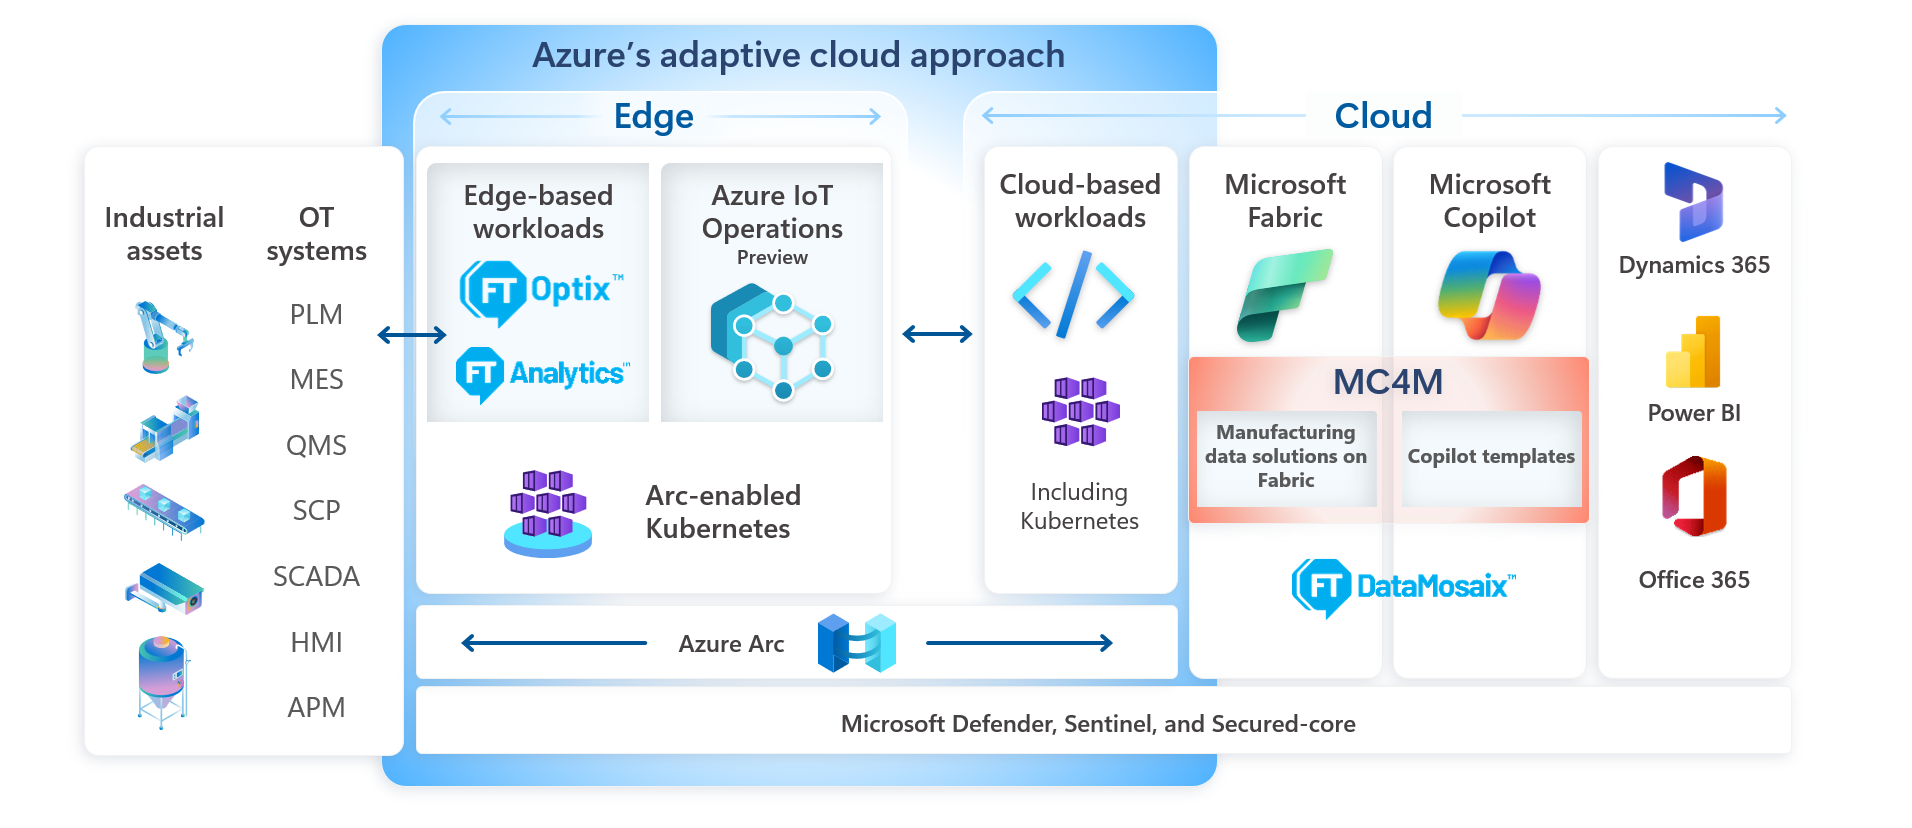 Azure’s adaptive cloud approach
Edge
Cloud
Industrial
assets
OT
systems
PLM
MES
QMS
SCP
SCADA
HMI
APM
Edge-based
workloads
FT Optix™
FT Analytics™
Azure IoT
Operations
Preview
Arc-enabled
Kubernetes
Cloud-based
workloads
Including
Kubernetes
Microsoft
Fabric
Microsoft
Copilot
MC4M
Manufacturing
data solutions on
Fabric
Copilot templates
FT DataMosaix™
Dynamics 365
Power BI
Office 365
Azure Arc
Microsoft Defender, Sentinel, and Secured-core